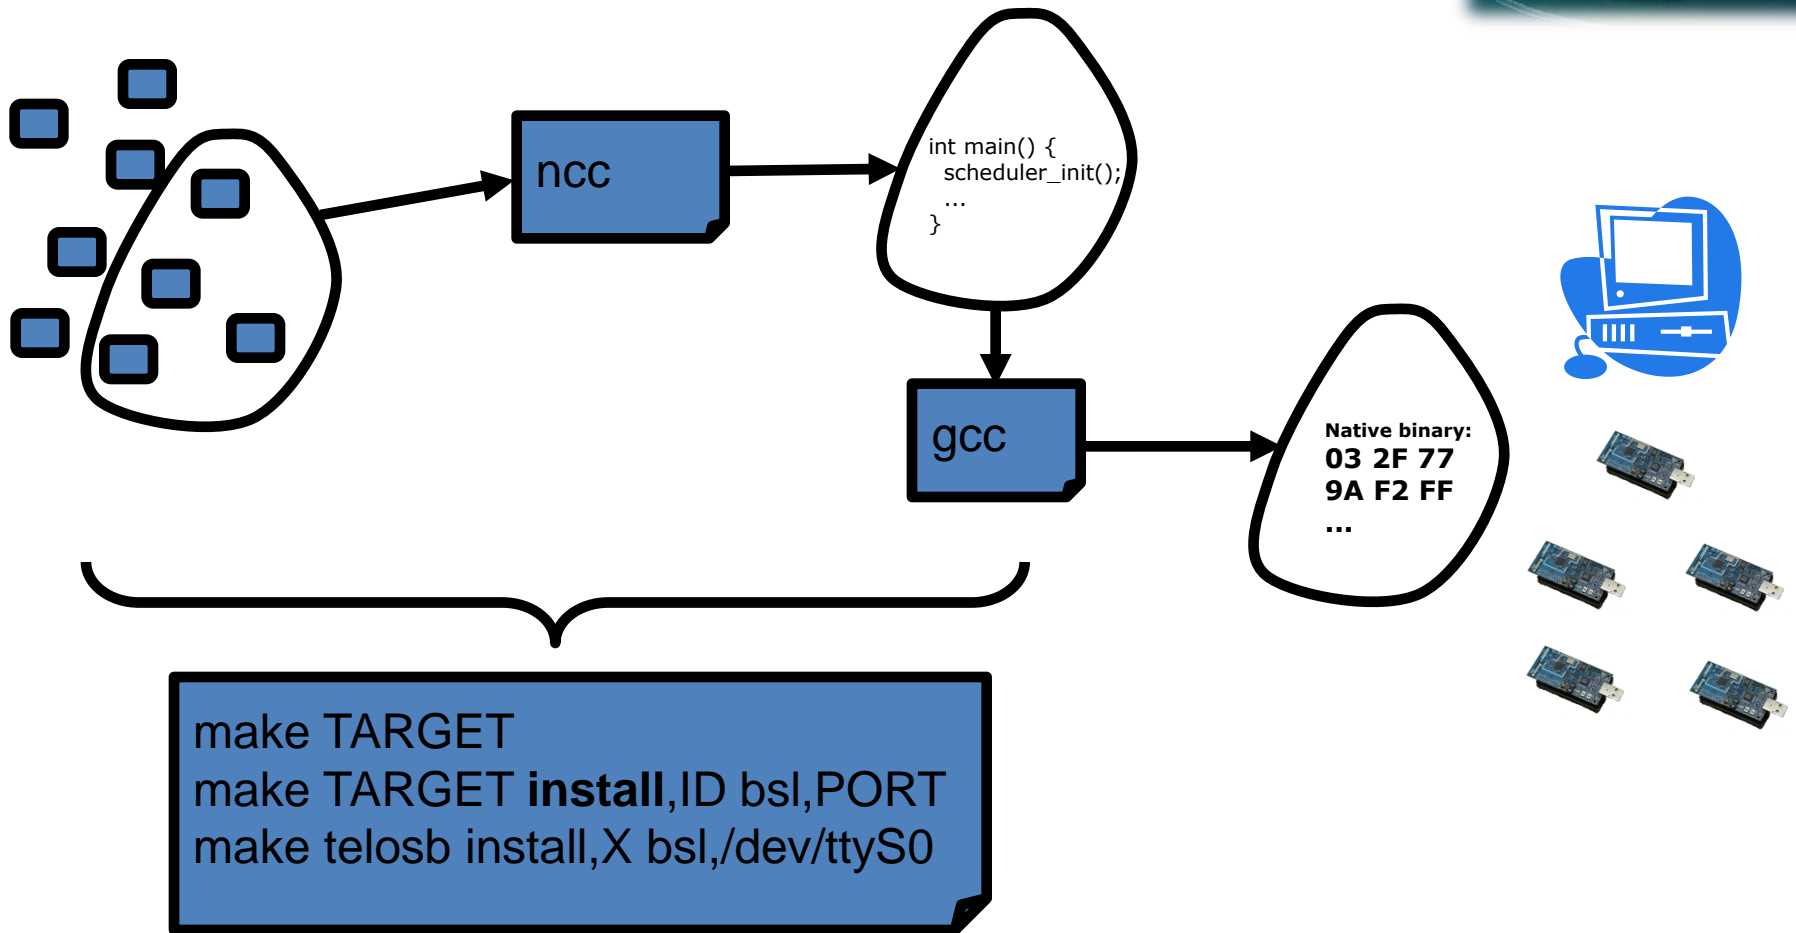 ncc
int main() {
scheduler_init();
...
}
gcc
Native binary:
03 2F 77
9A F2 FF
...
make TARGET
make TARGET install,ID bsl,PORT
make telosb install,X bsl,/dev/ttyS0